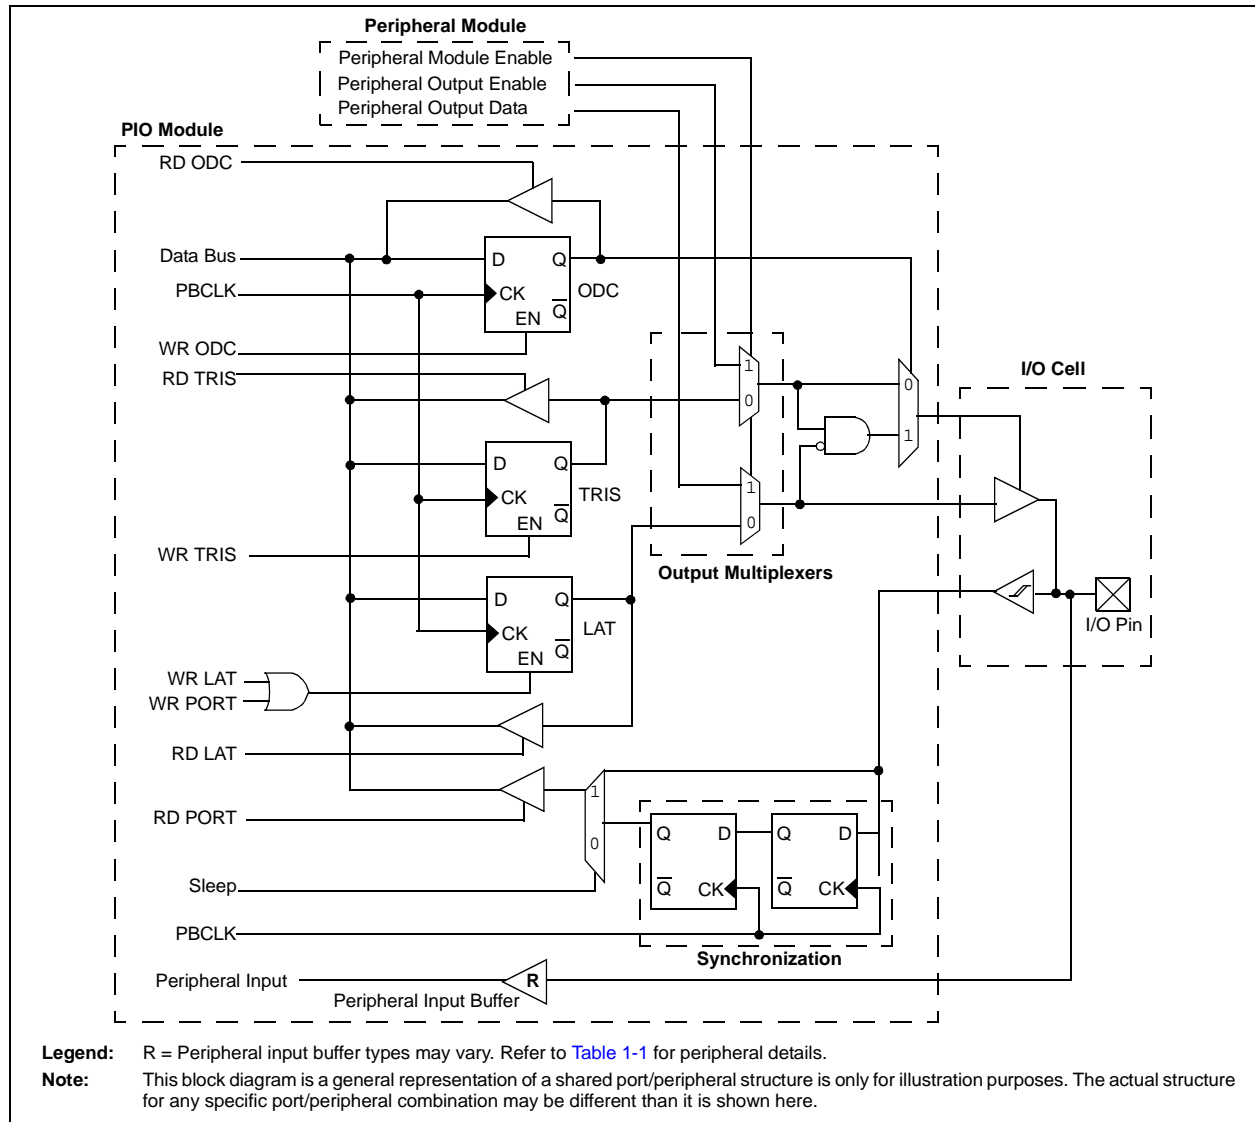 Peripheral Module
Peripheral Module Enable
Peripheral Output Enable
Peripheral Output Data
PIO Module
RD ODC
Data Bus
D
Q
PBCLK
CK
ODC
EN
Q
WR ODC
RD TRIS
1
0
I/O Cell
0
1
D
Q
CK
TRIS
EN
Q
WR TRIS
1
0
Output Multiplexers
D
Q
CK
LAT
EN
Q
I/O Pin
WR LAT
WR PORT
RD LAT
RD PORT
1
0
Q
D
Q
D
Q
CK
Q
CK
Sleep
PBCLK
Synchronization
Peripheral Input
R
Peripheral Input Buffer
Legend: R = Peripheral input buffer types may vary. Refer to Table 1-1 for peripheral details.
Note: This block diagram is a general representation of a shared port/peripheral structure is only for illustration purposes. The actual structure
for any specific port/peripheral combination may be different than it is shown here.